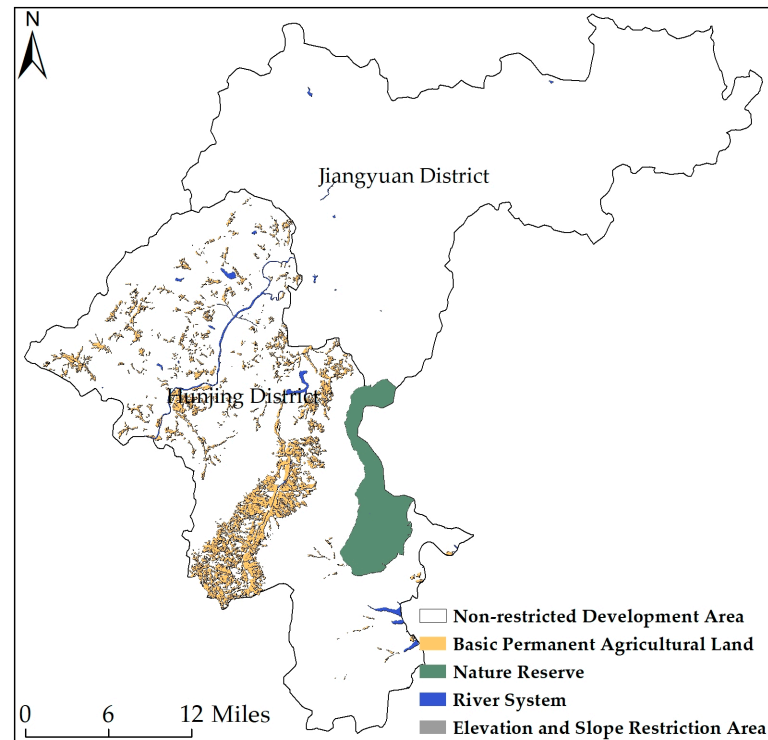 N
Jiangyuan District
Hunjing District
Non-restricted Development Area
Basic Permanent Agricultural Land
Nature Reserve
River System
Elevation and Slope Restriction Area
0 6 12 Miles